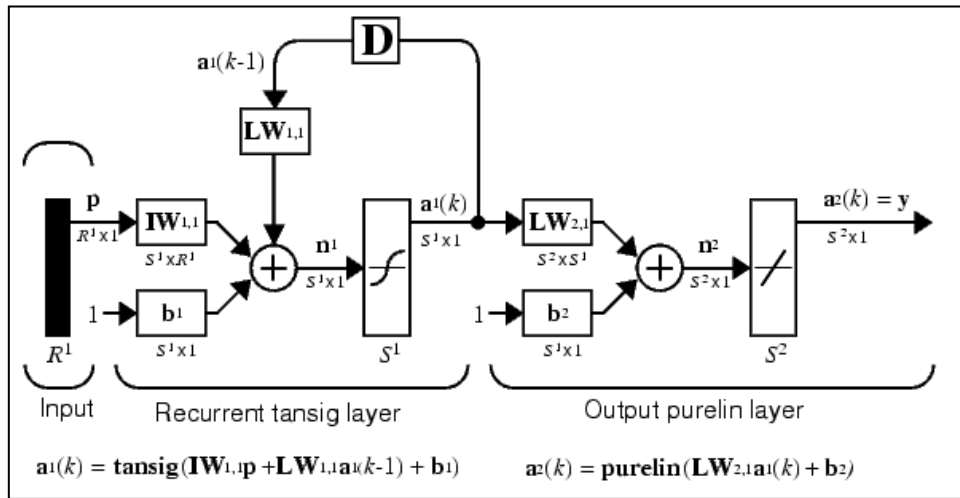 D
a1(k-1)
LW1,1
p
R1x1
IW1,1
S1xR1
n1
S1x1
a1(k)
S1x1
LW2,1
S2xS1
n2
S2x1
a2(k) = y
S2x1
1
b1
S1x1
1
b2
S1x1
R1
S1
S2
Input
Recurrent tansig layer
Output purelin layer
a1(k) = tansig(IW1,1p +LW1,1a1(k-1) + b1)
a2(k) = purelin(LW2,1a1(k) + b2)